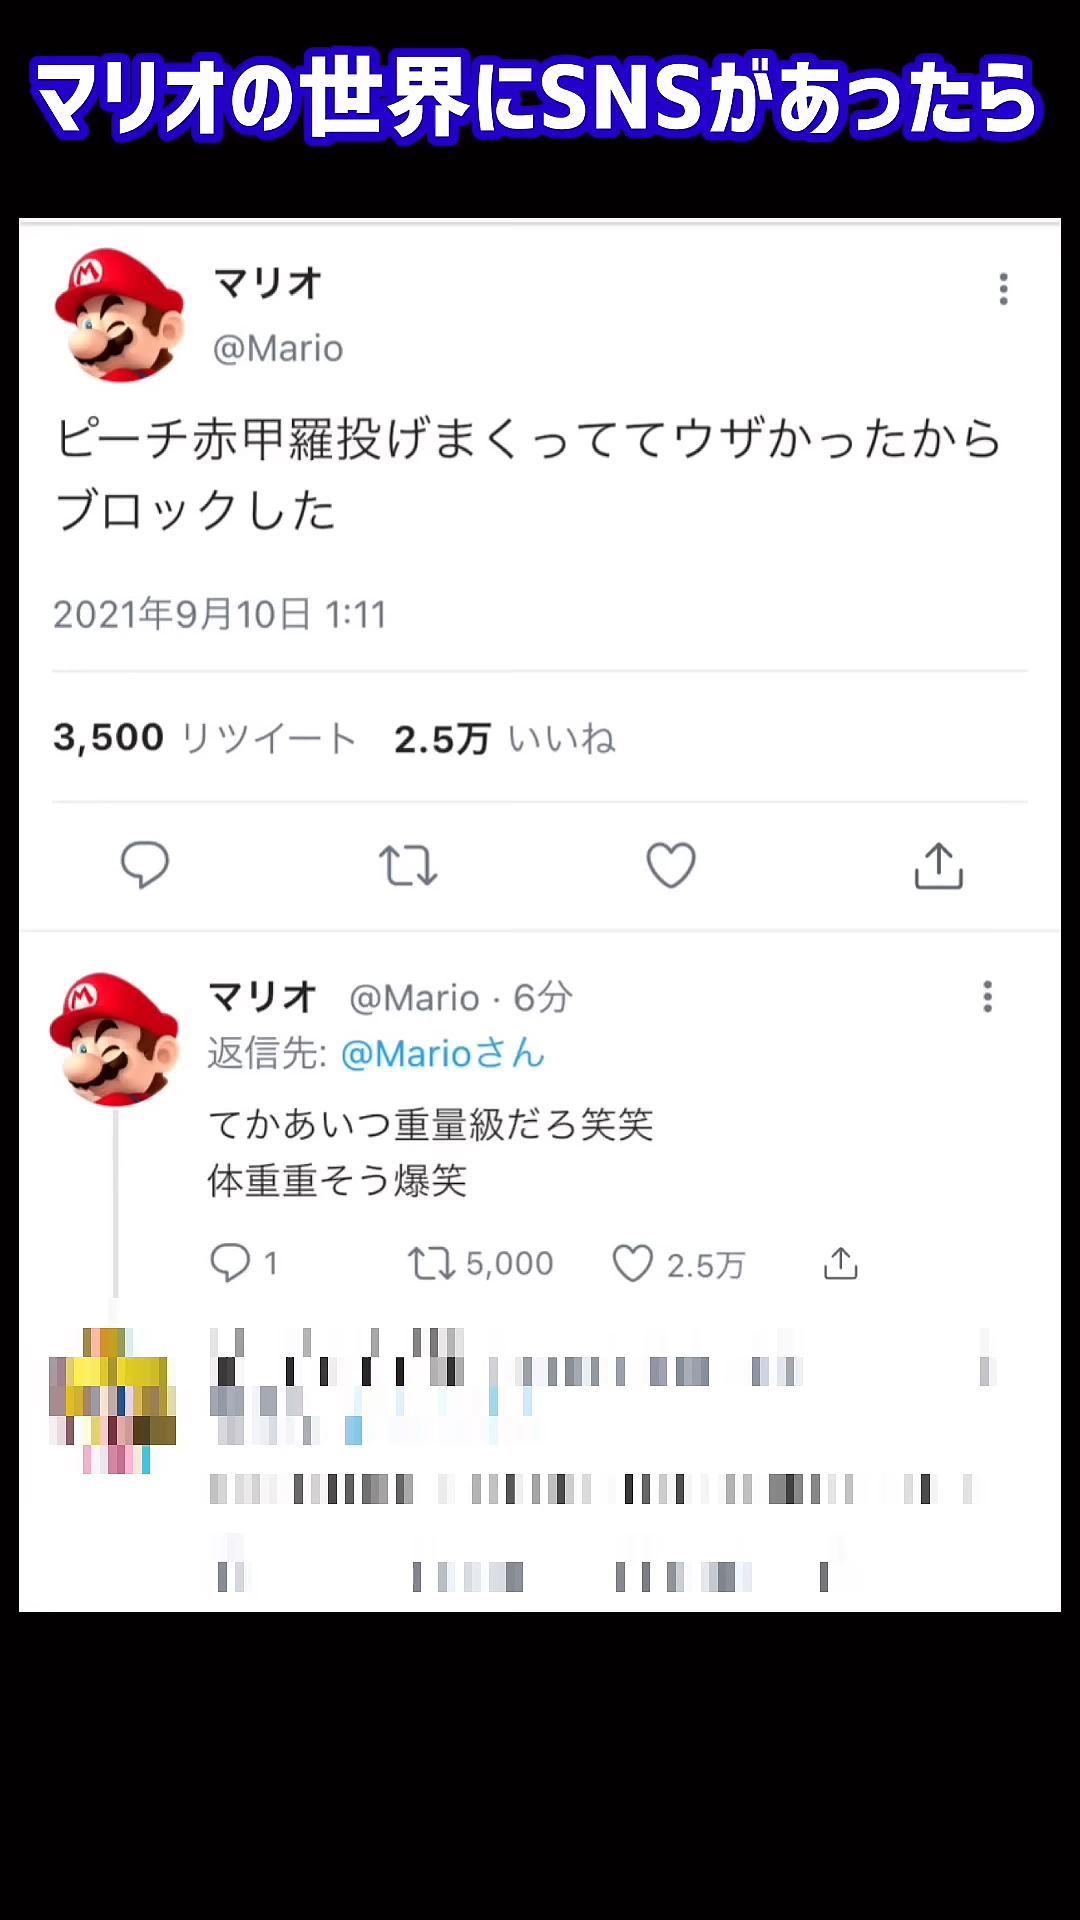 マリオの世界にSNSがあったら
マリオ
@Mario
ピーチ赤甲羅投げまくっててウザかったから
ブロックした
2021年9月10日 1:11
3,500 リツイート 2.5万 いいね
マリオ @Mario · 6分
返信先: @Marioさん
てかあいつ重量級だろ笑笑
体重重そう爆笑
1 5,000 2.5万